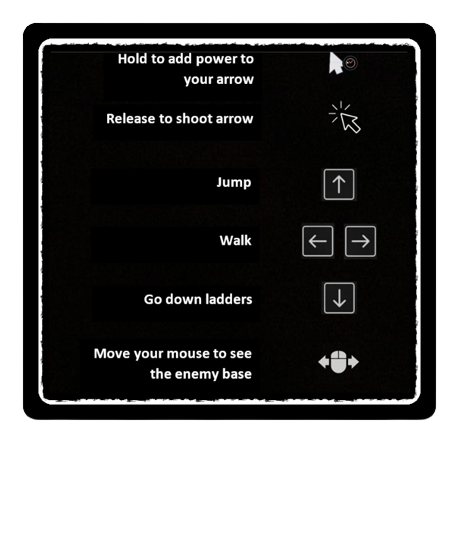 Hold to add power to
your arrow
Release to shoot arrow
Jump
Walk
Go down ladders
Move your mouse to see
the enemy base